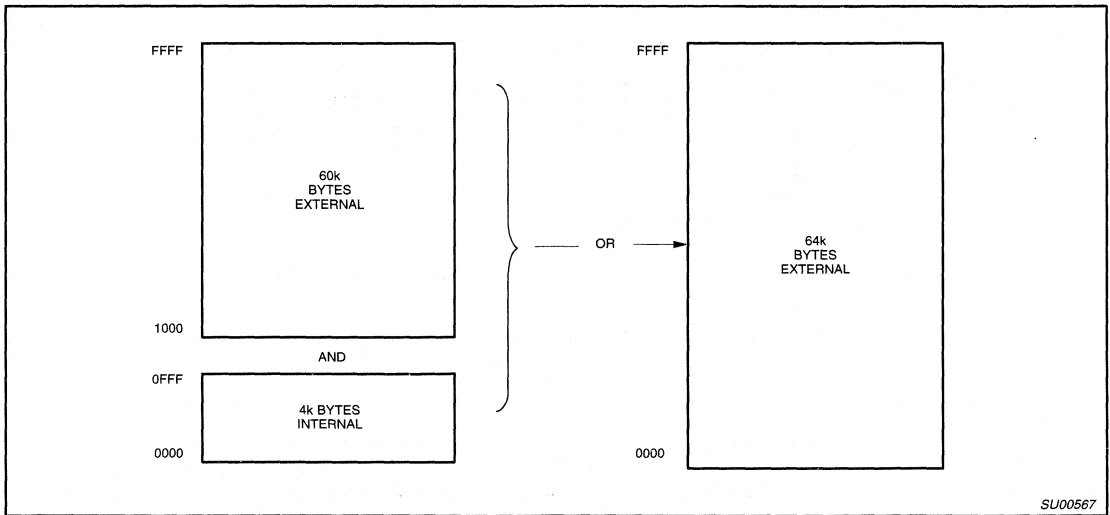 FFFF
60k
BYTES
EXTERNAL
1000
AND
0FFF
4k BYTES
INTERNAL
0000
OR
FFFF
64k
BYTES
EXTERNAL
0000
SU00567